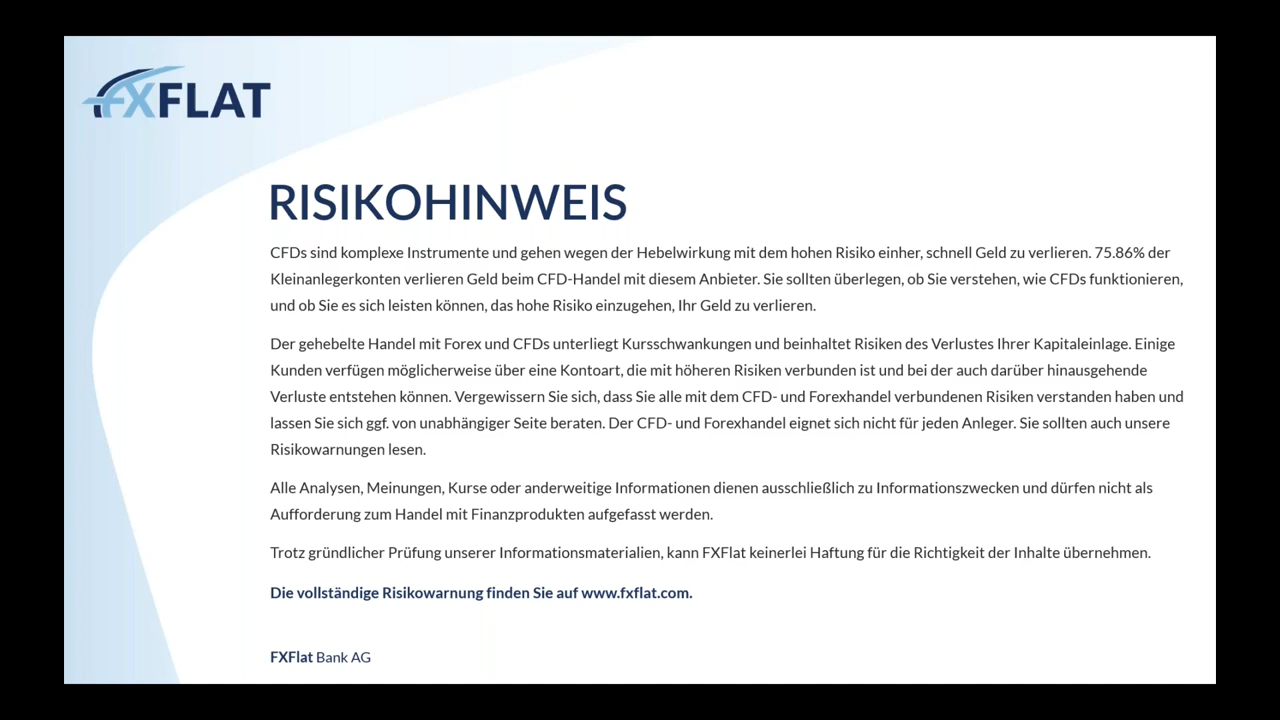 FXFLAT
RISIKOHINWEIS
CFDs sind komplexe Instrumente und gehen wegen der Hebelwirkung mit dem hohen Risiko einher, schnell Geld zu verlieren. 75.86% der
Kleinanlegerkonten verlieren Geld beim CFD-Handel mit diesem Anbieter. Sie sollten überlegen, ob Sie verstehen, wie CFDs funktionieren,
und ob Sie es sich leisten können, das hohe Risiko einzugehen, Ihr Geld zu verlieren.
Der gehebelte Handel mit Forex und CFDs unterliegt Kursschwankungen und beinhaltet Risiken des Verlustes Ihrer Kapitaleinlage. Einige
Kunden verfügen möglicherweise über eine Kontoart, die mit höheren Risiken verbunden ist und bei der auch darüber hinausgehende
Verluste entstehen können. Vergewissern Sie sich, dass Sie alle mit dem CFD- und Forexhandel verbundenen Risiken verstanden haben und
lassen Sie sich ggf. von unabhängiger Seite beraten. Der CFD- und Forexhandel eignet sich nicht für jeden Anleger. Sie sollten auch unsere
Risikowarnungen lesen.
Alle Analysen, Meinungen, Kurse oder anderweitige Informationen dienen ausschließlich zu Informationszwecken und dürfen nicht als
Aufforderung zum Handel mit Finanzprodukten aufgefasst werden.
Trotz gründlicher Prüfung unserer Informationsmaterialien, kann FXFlat keinerlei Haftung für die Richtigkeit der Inhalte übernehmen.
Die vollständige Risikowarnung finden Sie auf www.fxflat.com.
FXFlat Bank AG